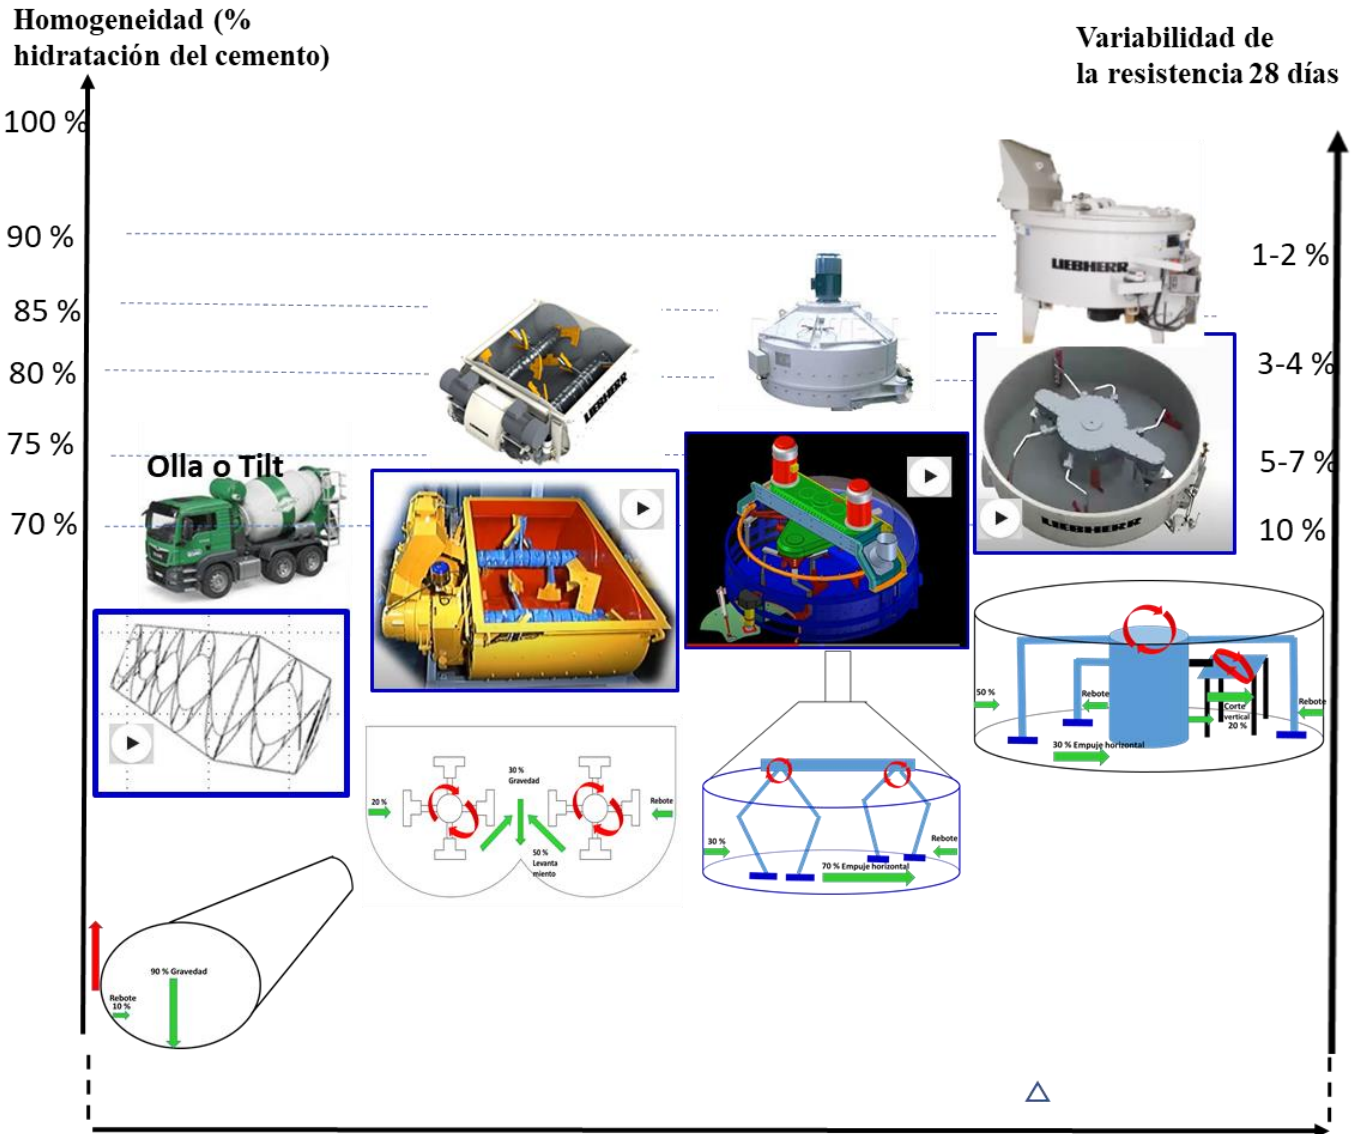 Homogeneidad (%
hidratación del cemento)
Variabilidad de
la resistencia 28 días
100 %
90 %
85 %
80 %
75 %
70 %
1-2 %
3-4 %
5-7 %
10 %
Olla o Tilt
LIEBHERR
LIEBHERR
LIEBHERR
90 % Gravedad
Rebote
10 %
20 %
30 %
Gravedad
Rebote
50 %
Levanta
miento
30 %
Rebote
70 % Empuje horizontal
50 %
Rebote
Rebote
Corte
vertical
20 %
30 % Empuje horizontal